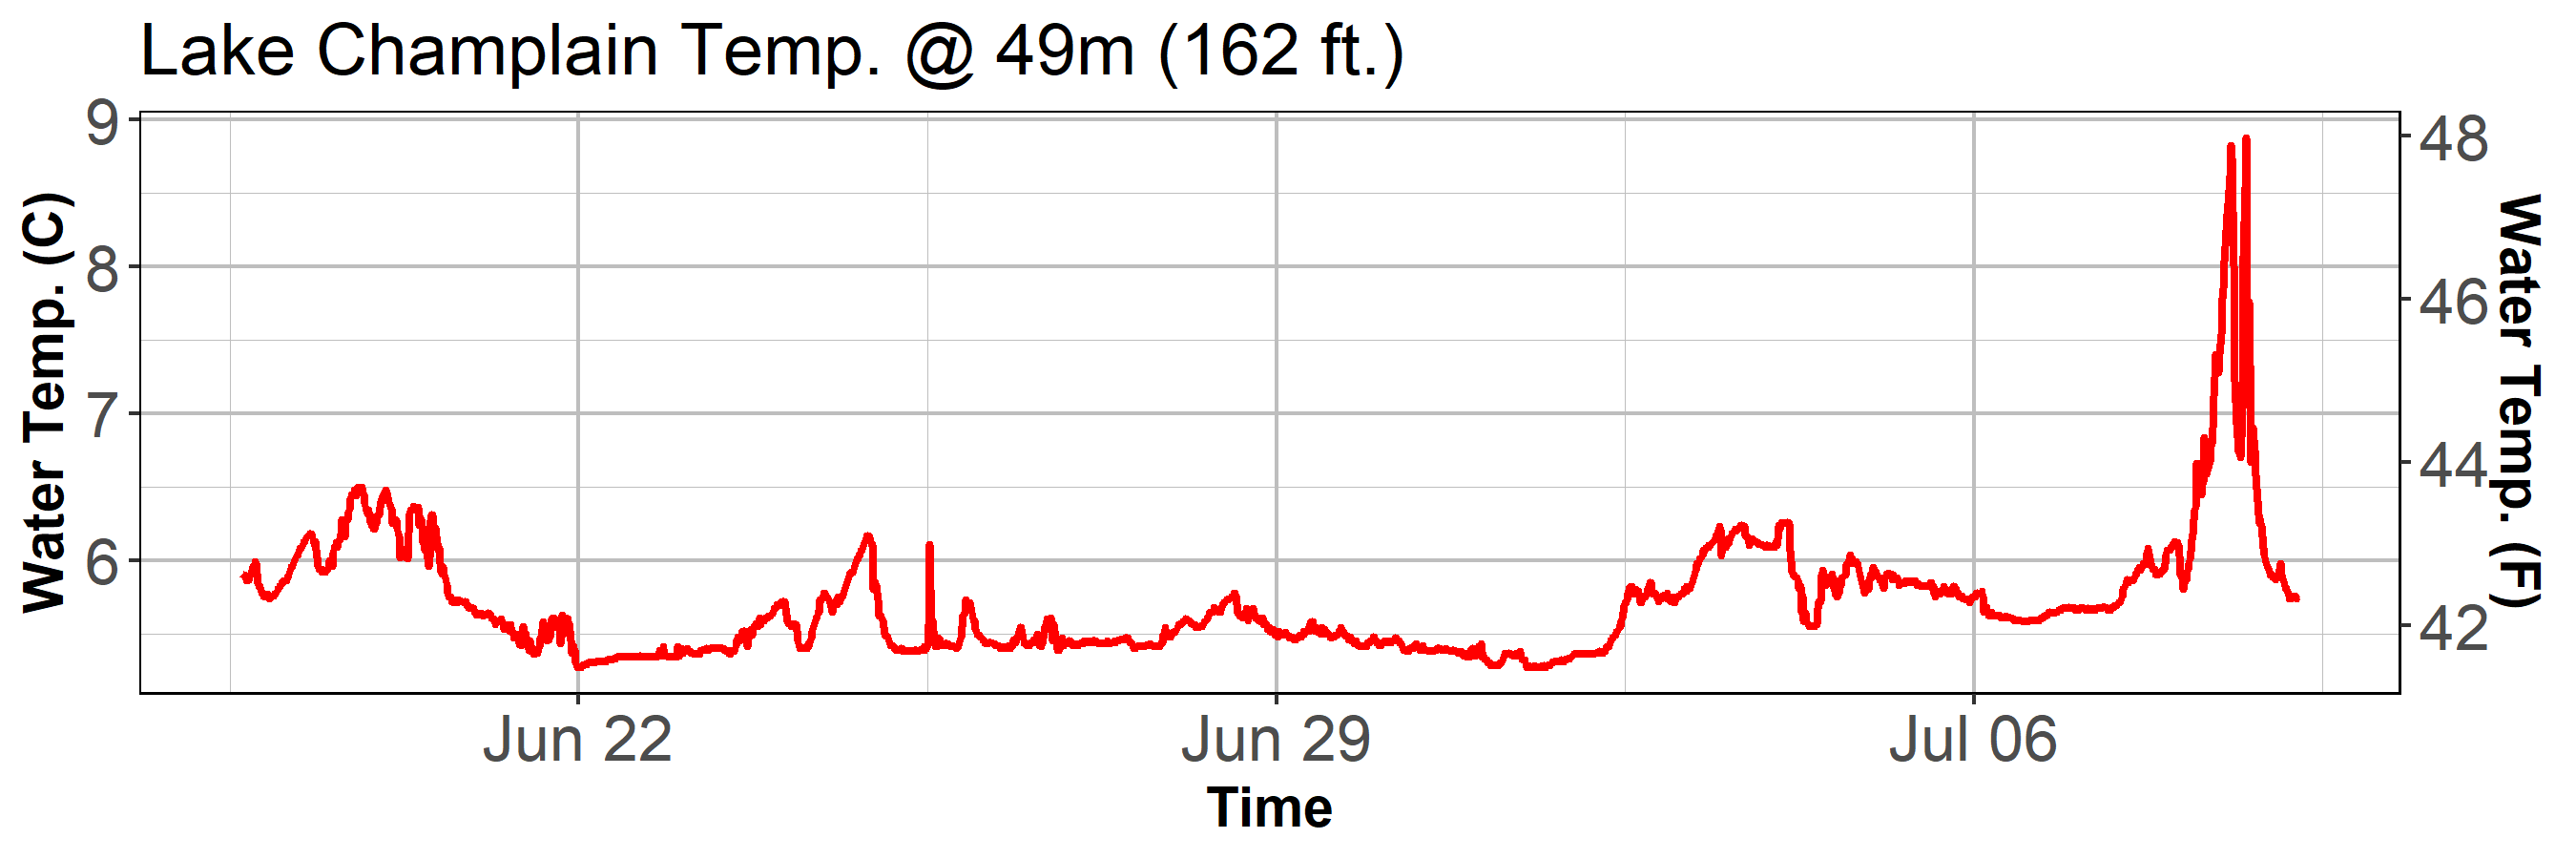 Lake Champlain Temp. @ 49m (162 ft.)
Water Temp. (C)
9
8
7
6
48
46
44
42
Water Temp. (F)
Jun 22
Jun 29
Jul 06
Time